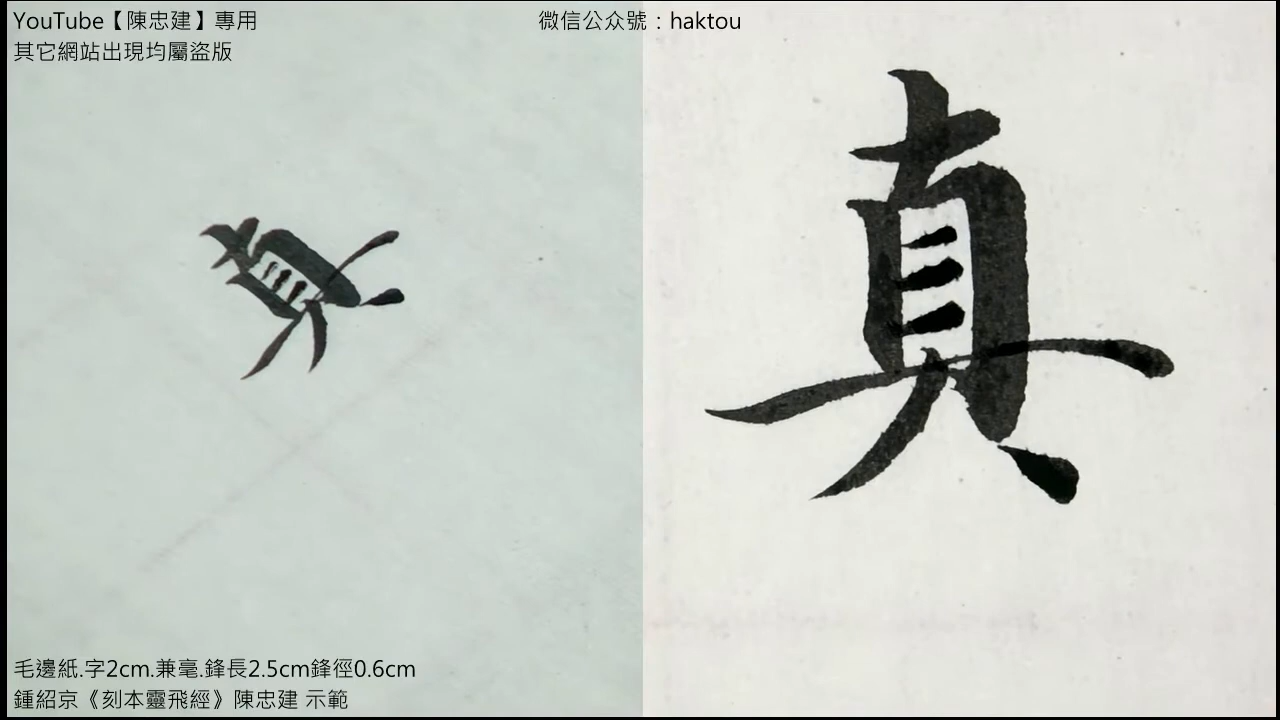 YouTube【陳忠建】專用
其它網站出現均屬盜版
微信公众號：haktou
真
真
毛邊紙.字2cm.兼毫.鋒長2.5cm鋒徑0.6cm
鍾紹京《刻本靈飛經》陳忠建 示範